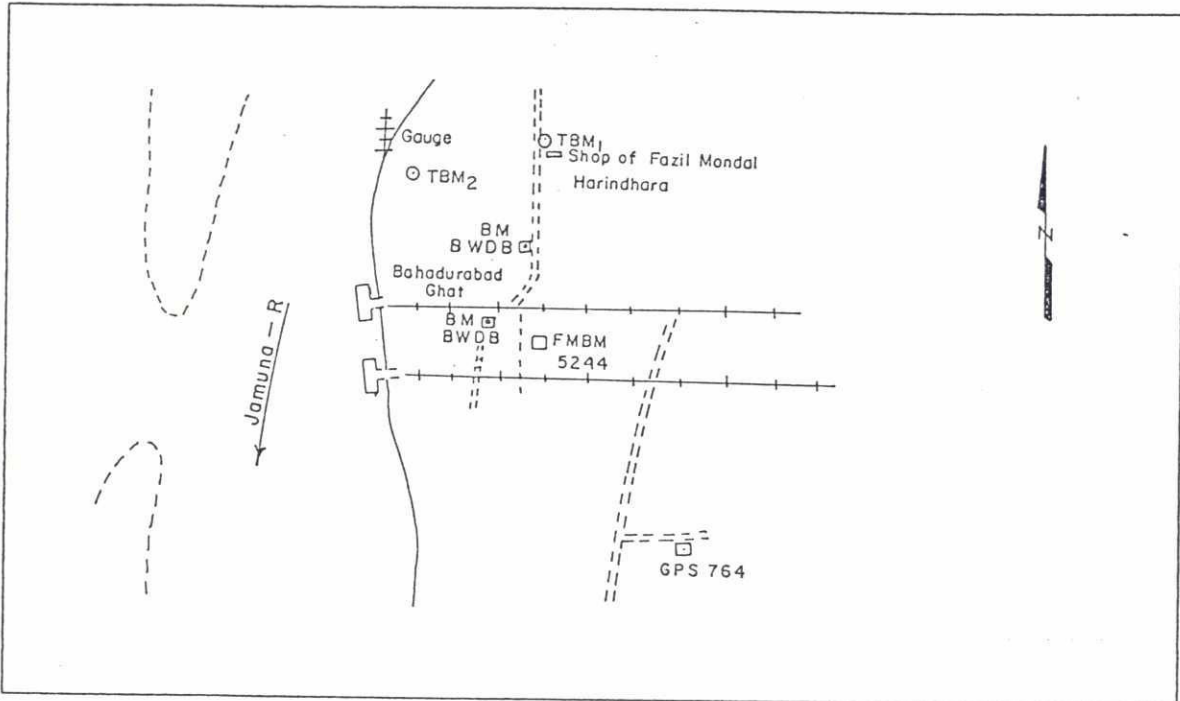 Gauge
TBM1
Shop of Fazil Mondal
Harindhara
TBM2
BM
BWDB
Bahadurabad
Ghat
BM
BWDB
FMBM
5244
Jamuna - R
N
GPS 764